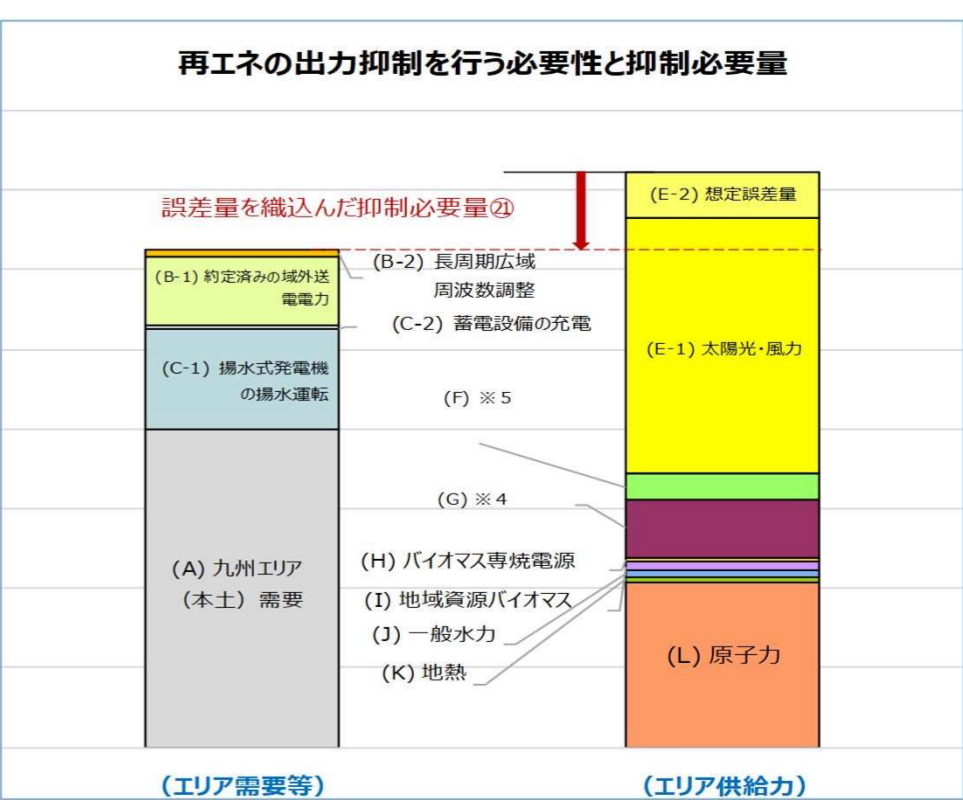 再エネの出力抑制を行う必要性と抑制必要量
(E-2) 想定誤差量
誤差量を織込んだ抑制必要量㉑
(B-2) 長周期広域
周波数調整
(B-1) 約定済みの域外送
電電力
(C-2) 蓄電設備の充電
(E-1) 太陽光・風力
(C-1) 揚水式発電機
の揚水運転
(F) ※5
(G) ※4
(H) バイオマス専焼電源
(A) 九州エリア
(本土) 需要
(I) 地域資源バイオマス
(J) 一般水力
(K) 地熱
(L) 原子力
(エリア需要等)
(エリア供給力)